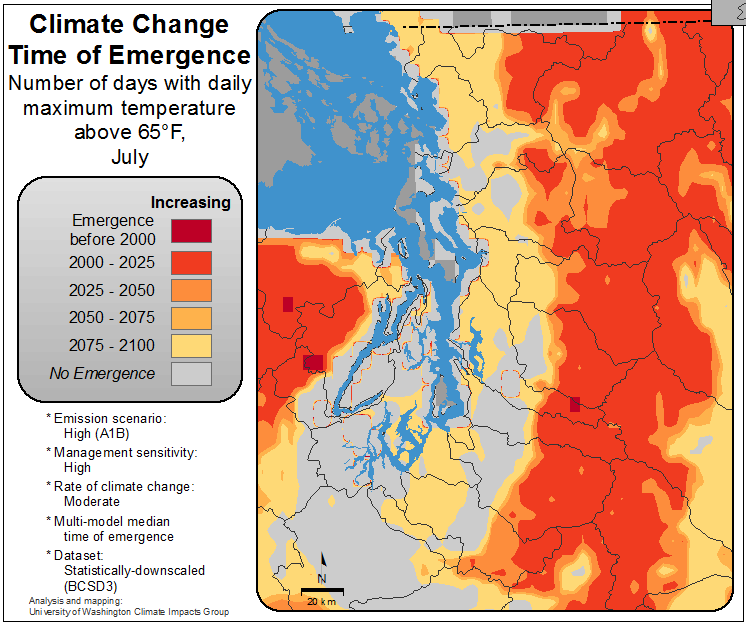 Climate Change
Time of Emergence
Number of days with daily
maximum temperature
above 65°F,
July
Increasing
Emergence
before 2000
2000 - 2025
2025 - 2050
2050 - 2075
2075 - 2100
No Emergence
* Emission scenario:
High (A1B)
* Management sensitivity:
High
* Rate of climate change:
Moderate
* Multi-model median
time of emergence
* Dataset:
Statistically-downscaled
(BCSD3)
Analysis and mapping:
University of Washington Climate Impacts Group
N
20 km